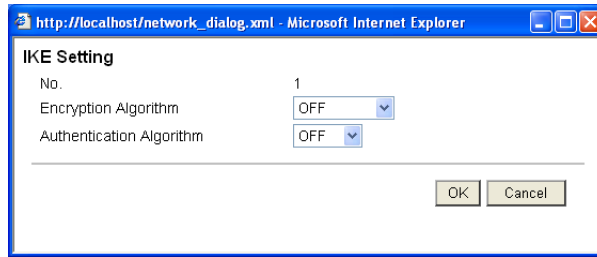 http://localhost/network_dialog.xml - Microsoft Internet Explorer
IKE Setting
No. 1
Encryption Algorithm OFF
Authentication Algorithm OFF
OK Cancel